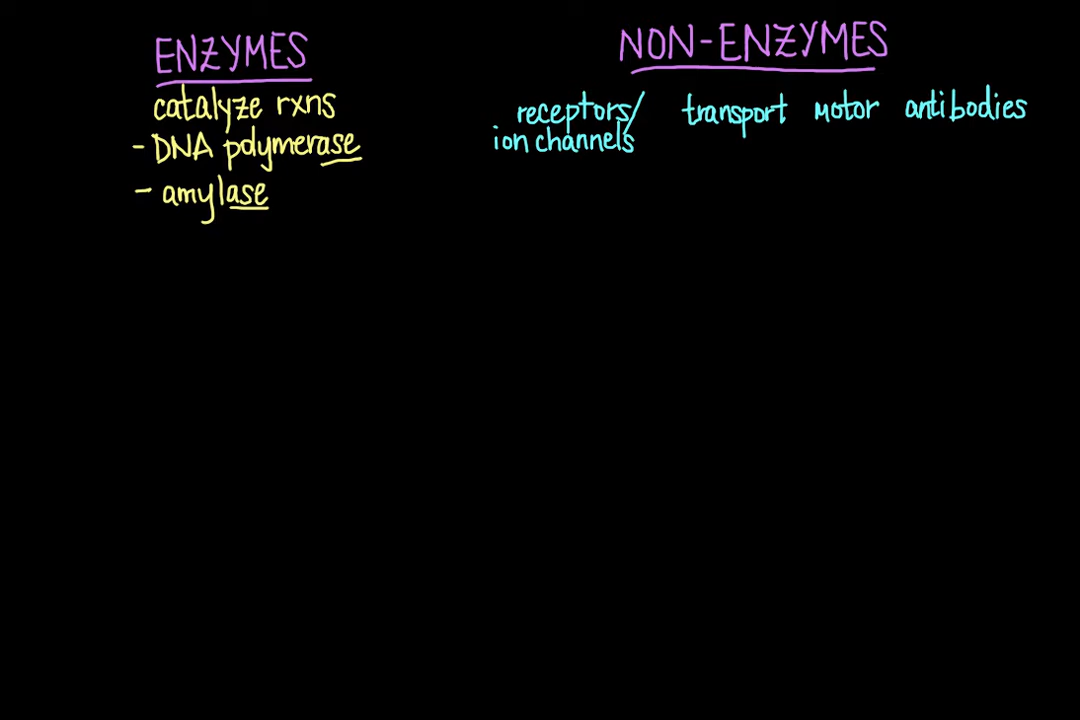 ENZYMES
catalyze rxns
- DNA polymerase
- amylase
NON-ENZYMES
receptors/ transport motor antibodies
ion channels